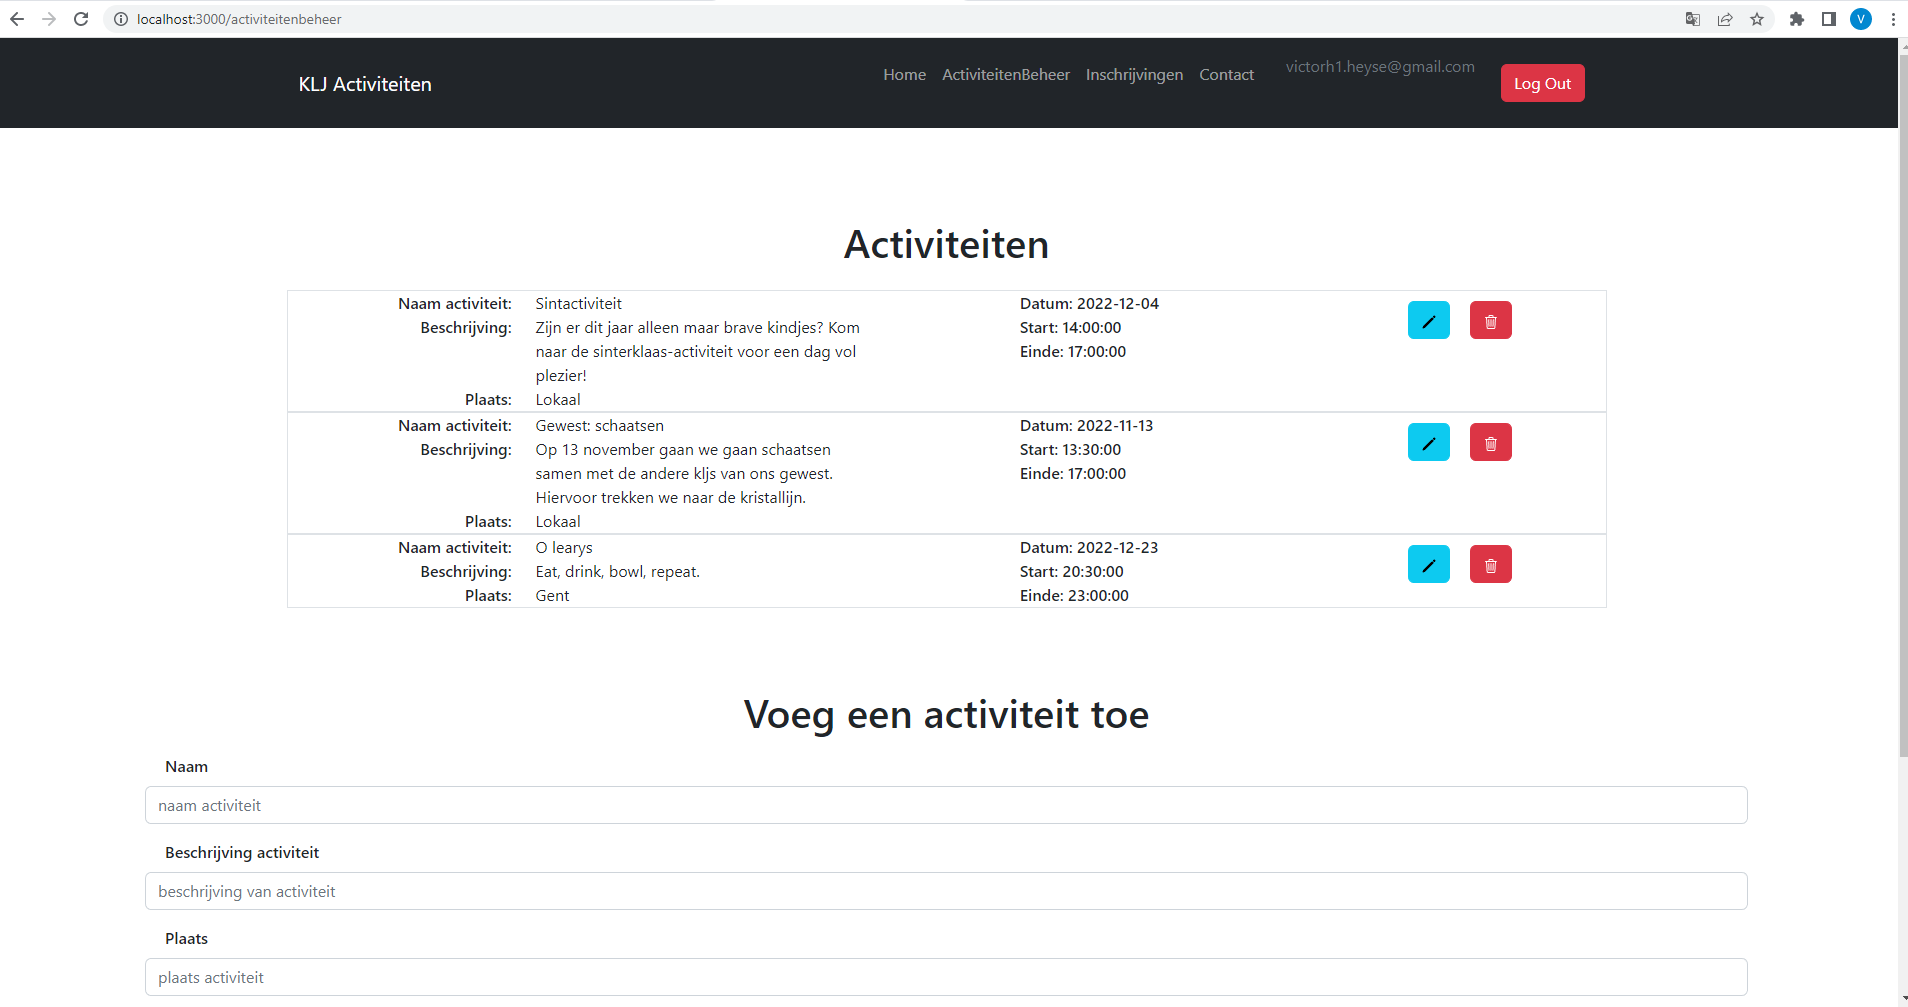 localhost:3000/activiteitenbeheer
V
KLJ Activiteiten
Home ActiviteitenBeheer Inschrijvingen Contact victorh1.heyse@gmail.com Log Out
Activiteiten
Naam activiteit: Sintactiviteit Datum: 2022-12-04
Beschrijving: Zijn er dit jaar alleen maar brave kindjes? Kom Start: 14:00:00
naar de sinterklaas-activiteit voor een dag vol Einde: 17:00:00
plezier!
Plaats: Lokaal
Naam activiteit: Gewest: schaatsen Datum: 2022-11-13
Beschrijving: Op 13 november gaan we gaan schaatsen Start: 13:30:00
samen met de andere kljs van ons gewest. Einde: 17:00:00
Hiervoor trekken we naar de kristallijn.
Plaats: Lokaal
Naam activiteit: O learys Datum: 2022-12-23
Beschrijving: Eat, drink, bowl, repeat. Start: 20:30:00
Plaats: Gent Einde: 23:00:00
Voeg een activiteit toe
Naam
naam activiteit
Beschrijving activiteit
beschrijving van activiteit
Plaats
plaats activiteit